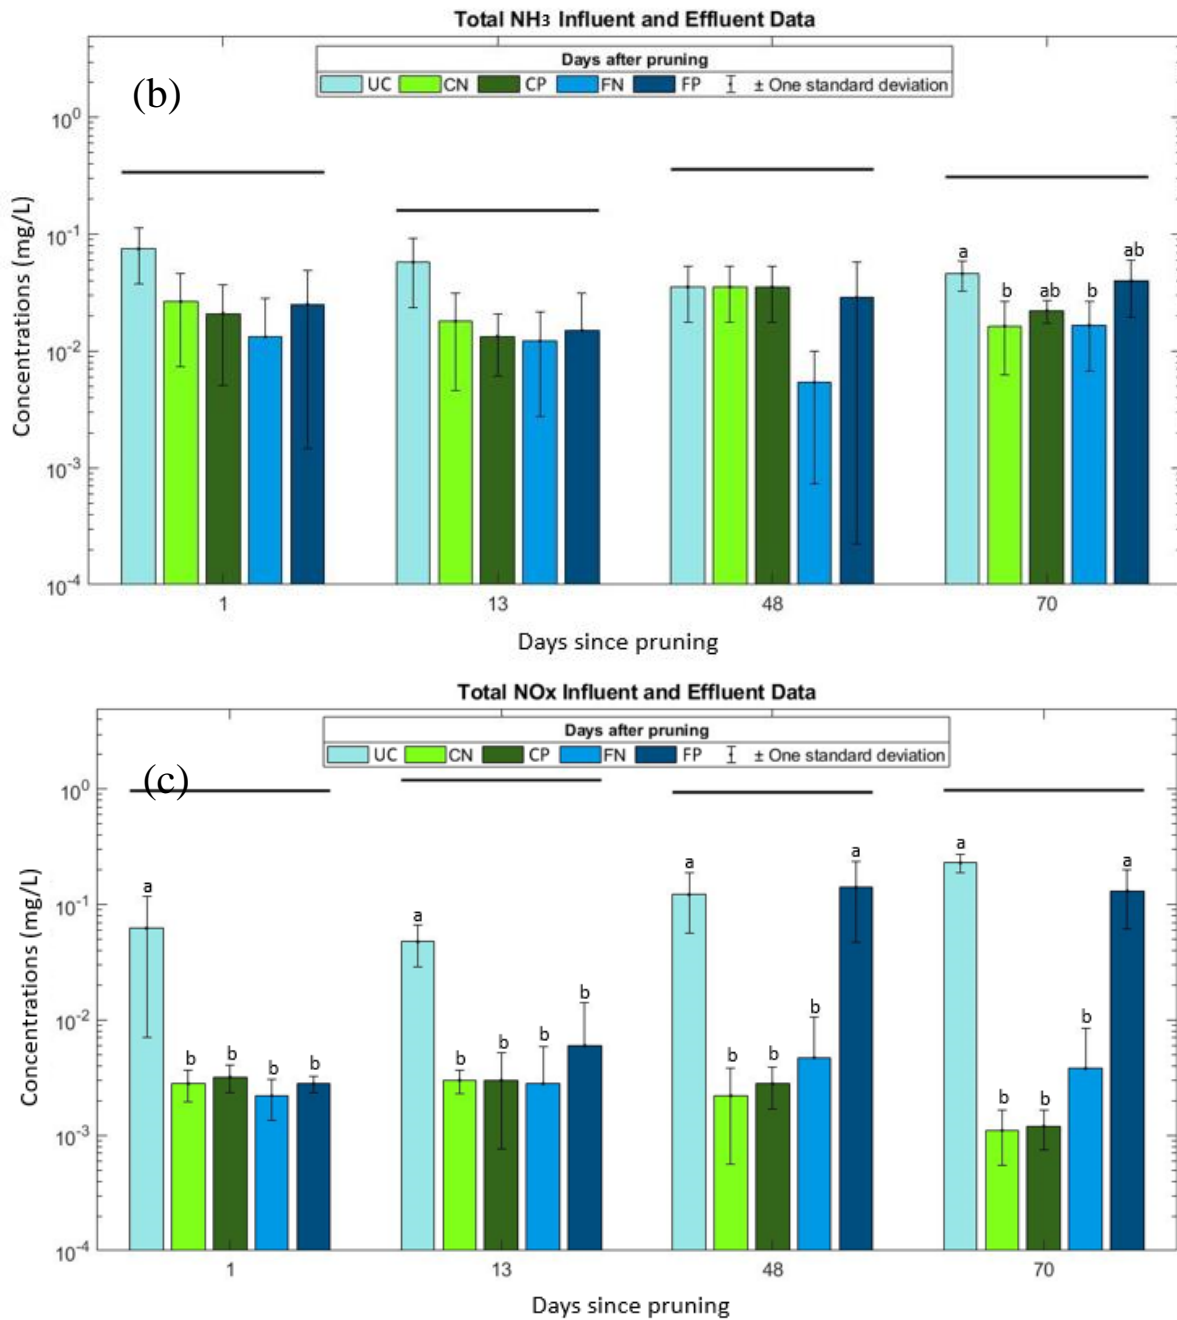 Total NH3 Influent and Effluent Data
Days after pruning
UC CN CP FN FP ± One standard deviation
(b)
10^0
10^-1
10^-2
10^-3
10^-4
Concentrations (mg/L)
a b ab b ab
1 13 48 70
Days since pruning
Total NOx Influent and Effluent Data
Days after pruning
UC CN CP FN FP ± One standard deviation
(c)
10^0
10^-1
10^-2
10^-3
10^-4
Concentrations (mg/L)
a b b b b a b b b b a b b b a a b b b a
1 13 48 70
Days since pruning